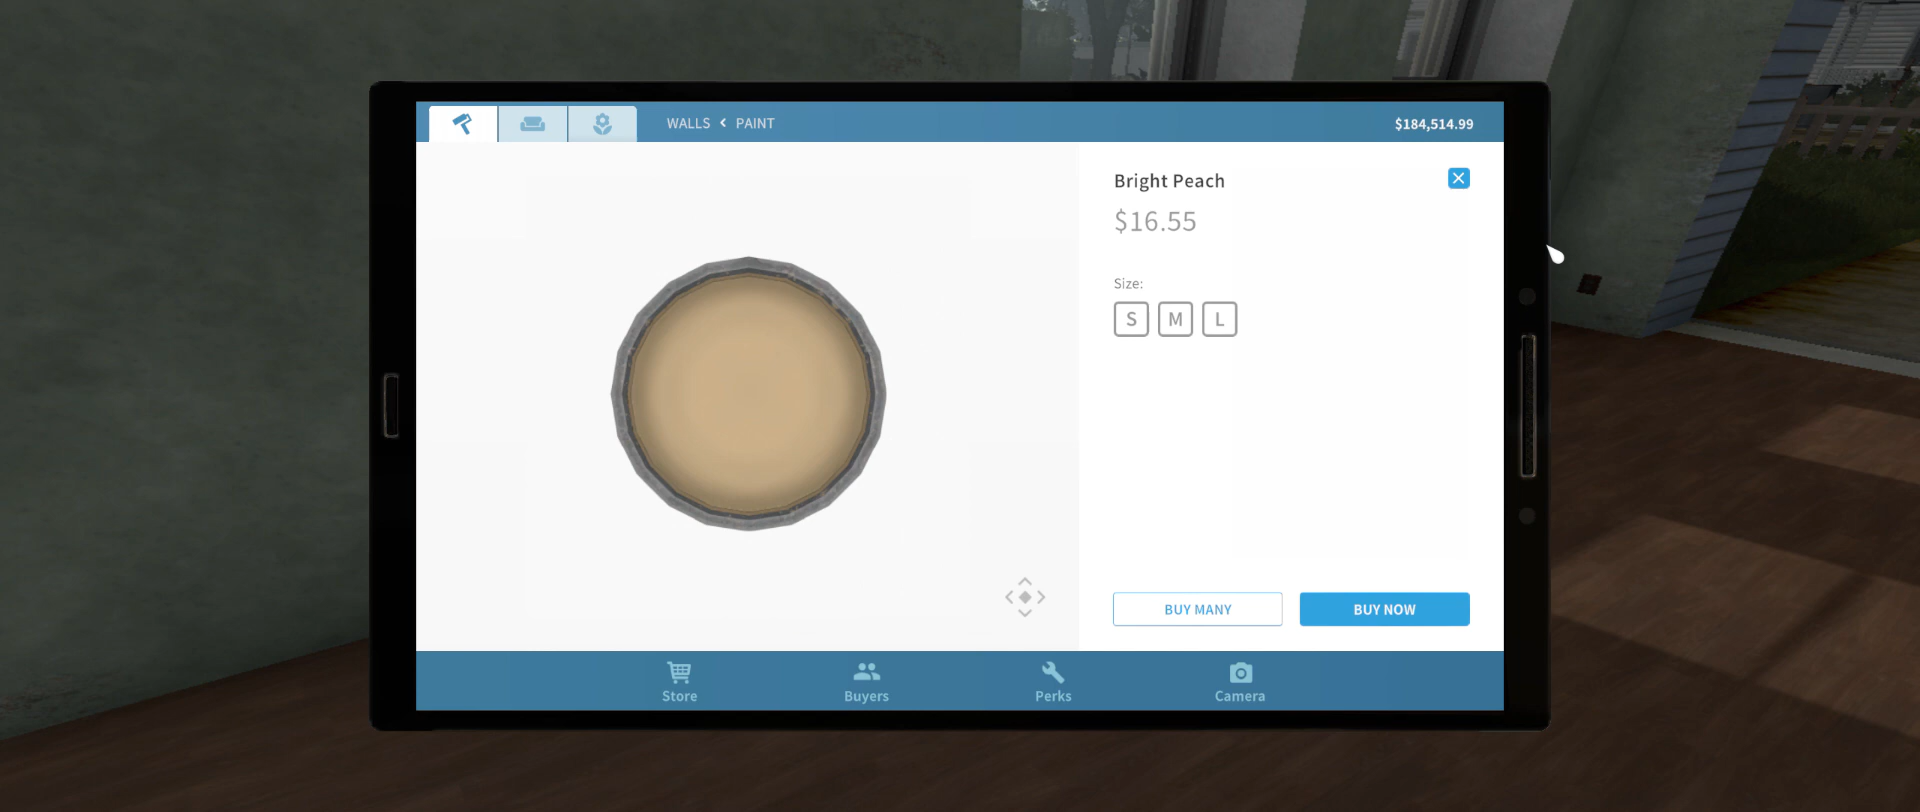 WALLS < PAINT
$184,514.99
Bright Peach
$16.55
Size:
S M L
BUY MANY
BUY NOW
Store
Buyers
Perks
Camera